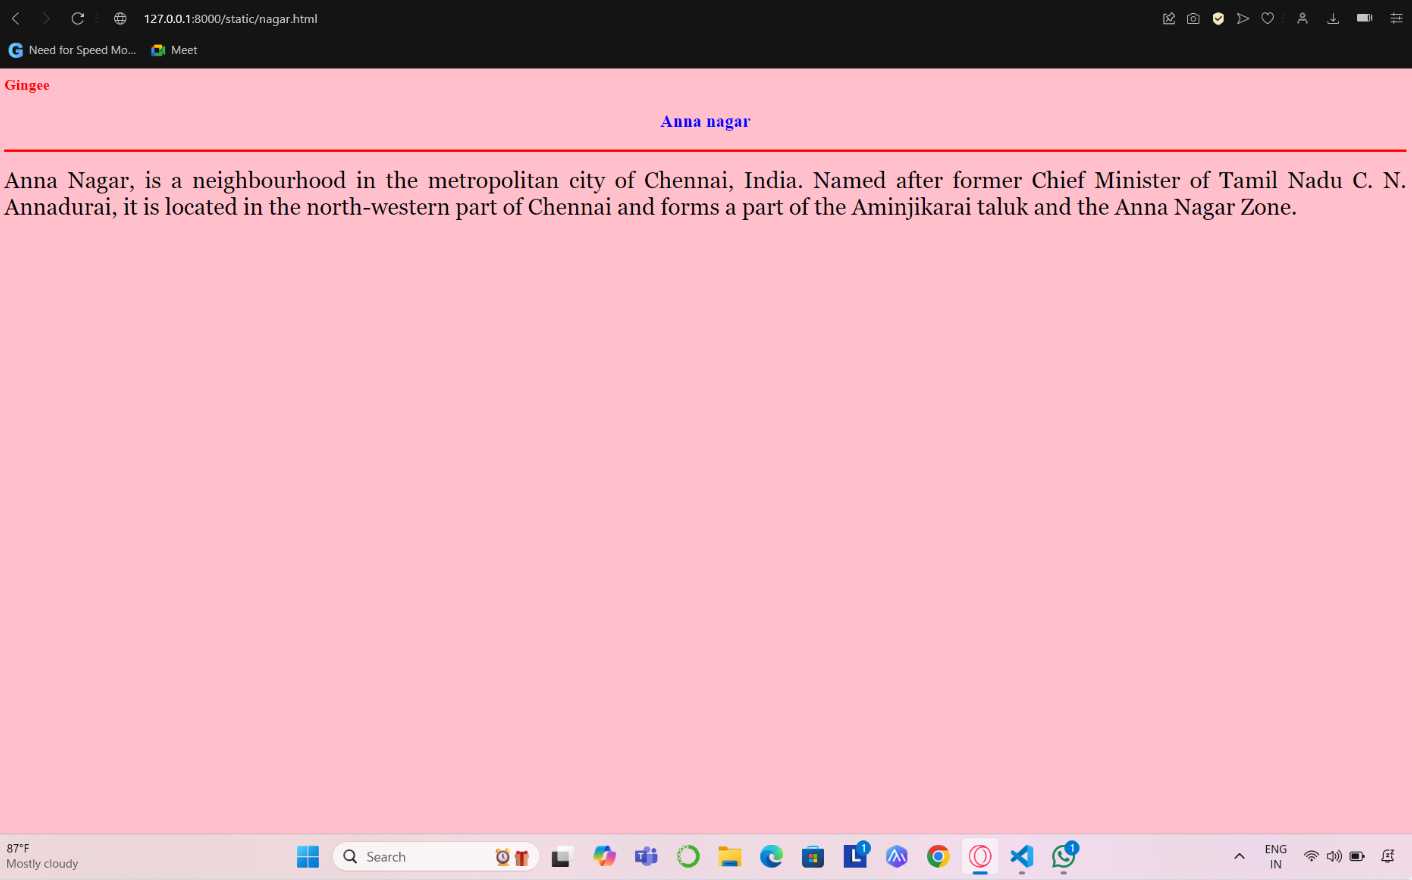 127.0.0.1:8000/static/nagar.html
G Need for Speed Mo... Meet
Gingee
Anna nagar
Anna Nagar, is a neighbourhood in the metropolitan city of Chennai, India. Named after former Chief Minister of Tamil Nadu C. N.
Annadurai, it is located in the north-western part of Chennai and forms a part of the Aminjikarai taluk and the Anna Nagar Zone.
87°F
Mostly cloudy
Search
L 1
1
ENG
IN